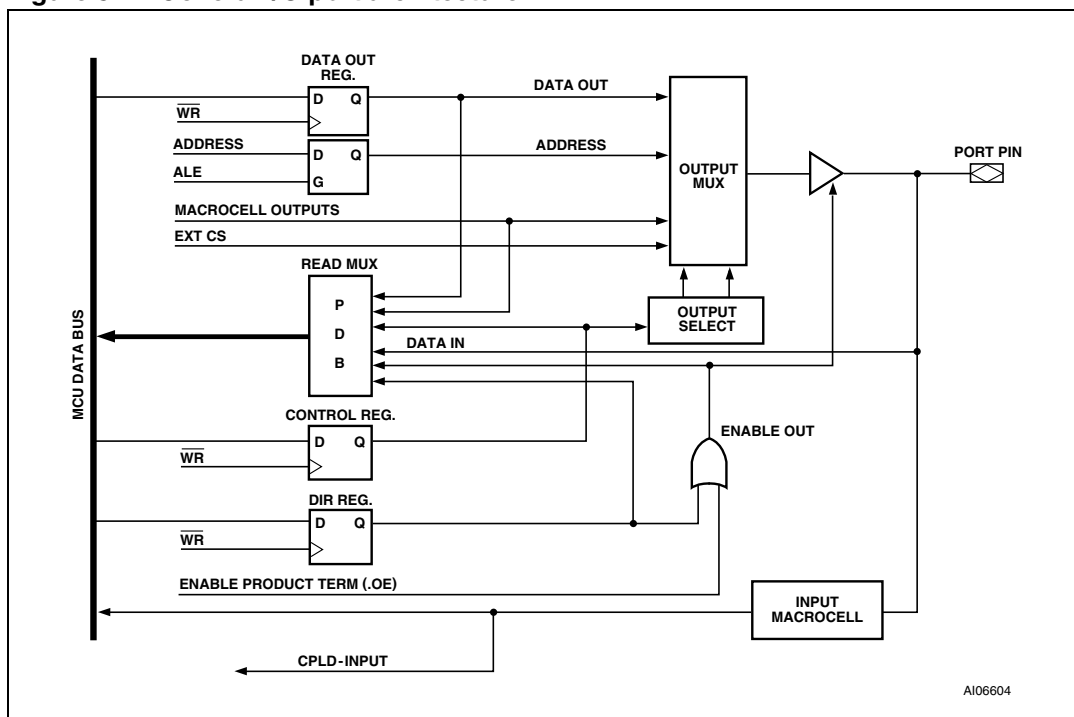 DATA OUT
REG.
D Q
WR
DATA OUT
ADDRESS
D Q
ALE
G
ADDRESS
MACROCELL OUTPUTS
EXT CS
OUTPUT
MUX
PORT PIN
READ MUX
P
D
B
DATA IN
OUTPUT
SELECT
MCU DATA BUS
CONTROL REG.
D Q
WR
ENABLE OUT
DIR REG.
D Q
WR
ENABLE PRODUCT TERM (.OE)
INPUT
MACROCELL
CPLD-INPUT
AI06604